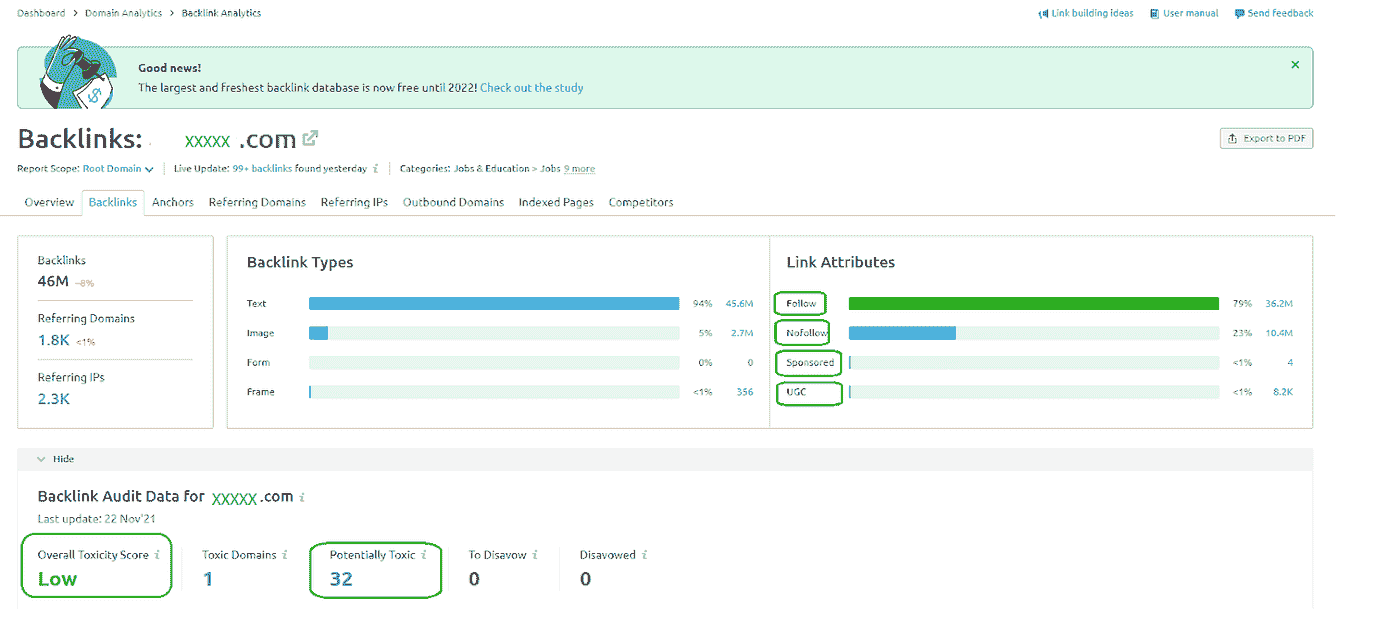 Dashboard > Domain Analytics > Backlink Analytics
Link building ideas User manual Send feedback
Good news!
The largest and freshest backlink database is now free until 2022! Check out the study
Backlinks: xxxxx .com
Export to PDF
Report Scope: Root Domain Live Update: 99+ backlinks found yesterday i Categories: Jobs & Education > Jobs 9 more
Overview Backlinks Anchors Referring Domains Referring IPs Outbound Domains Indexed Pages Competitors
Backlinks
46M -8%
Referring Domains
1.8K <1%
Referring IPs
2.3K
Backlink Types
Text 94% 45.6M
Image 5% 2.7M
Form 0% 0
Frame <1% 356
Link Attributes
Follow 79% 36.2M
Nofollow 23% 10.4M
Sponsored <1% 4
UGC <1% 8.2K
Hide
Backlink Audit Data for XXXXX .com i
Last update: 22 Nov'21
Overall Toxicity Score i
Low
Toxic Domains i
1
Potentially Toxic i
32
To Disavow i
0
Disavowed i
0